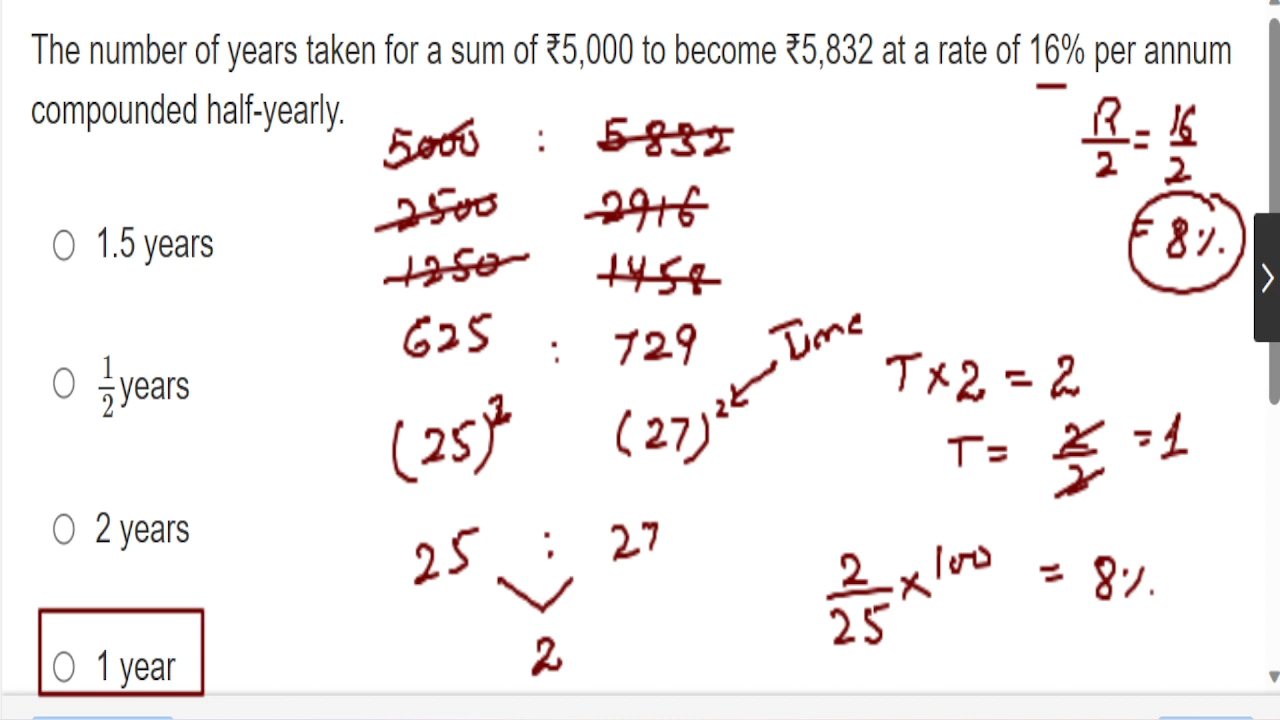 The number of years taken for a sum of ₹5,000 to become ₹5,832 at a rate of 16% per annum
compounded half-yearly.
5000 : 5832
R/2 = 16/2
= 8%.
2500 2916
1.5 years
1250 1458
625 : 729
Time
1/2 years
T×2 = 2
(25)² (27)²
T = 2/2 = 1
2 years
25 : 27
2/25 × 100 = 8%.
2
1 year